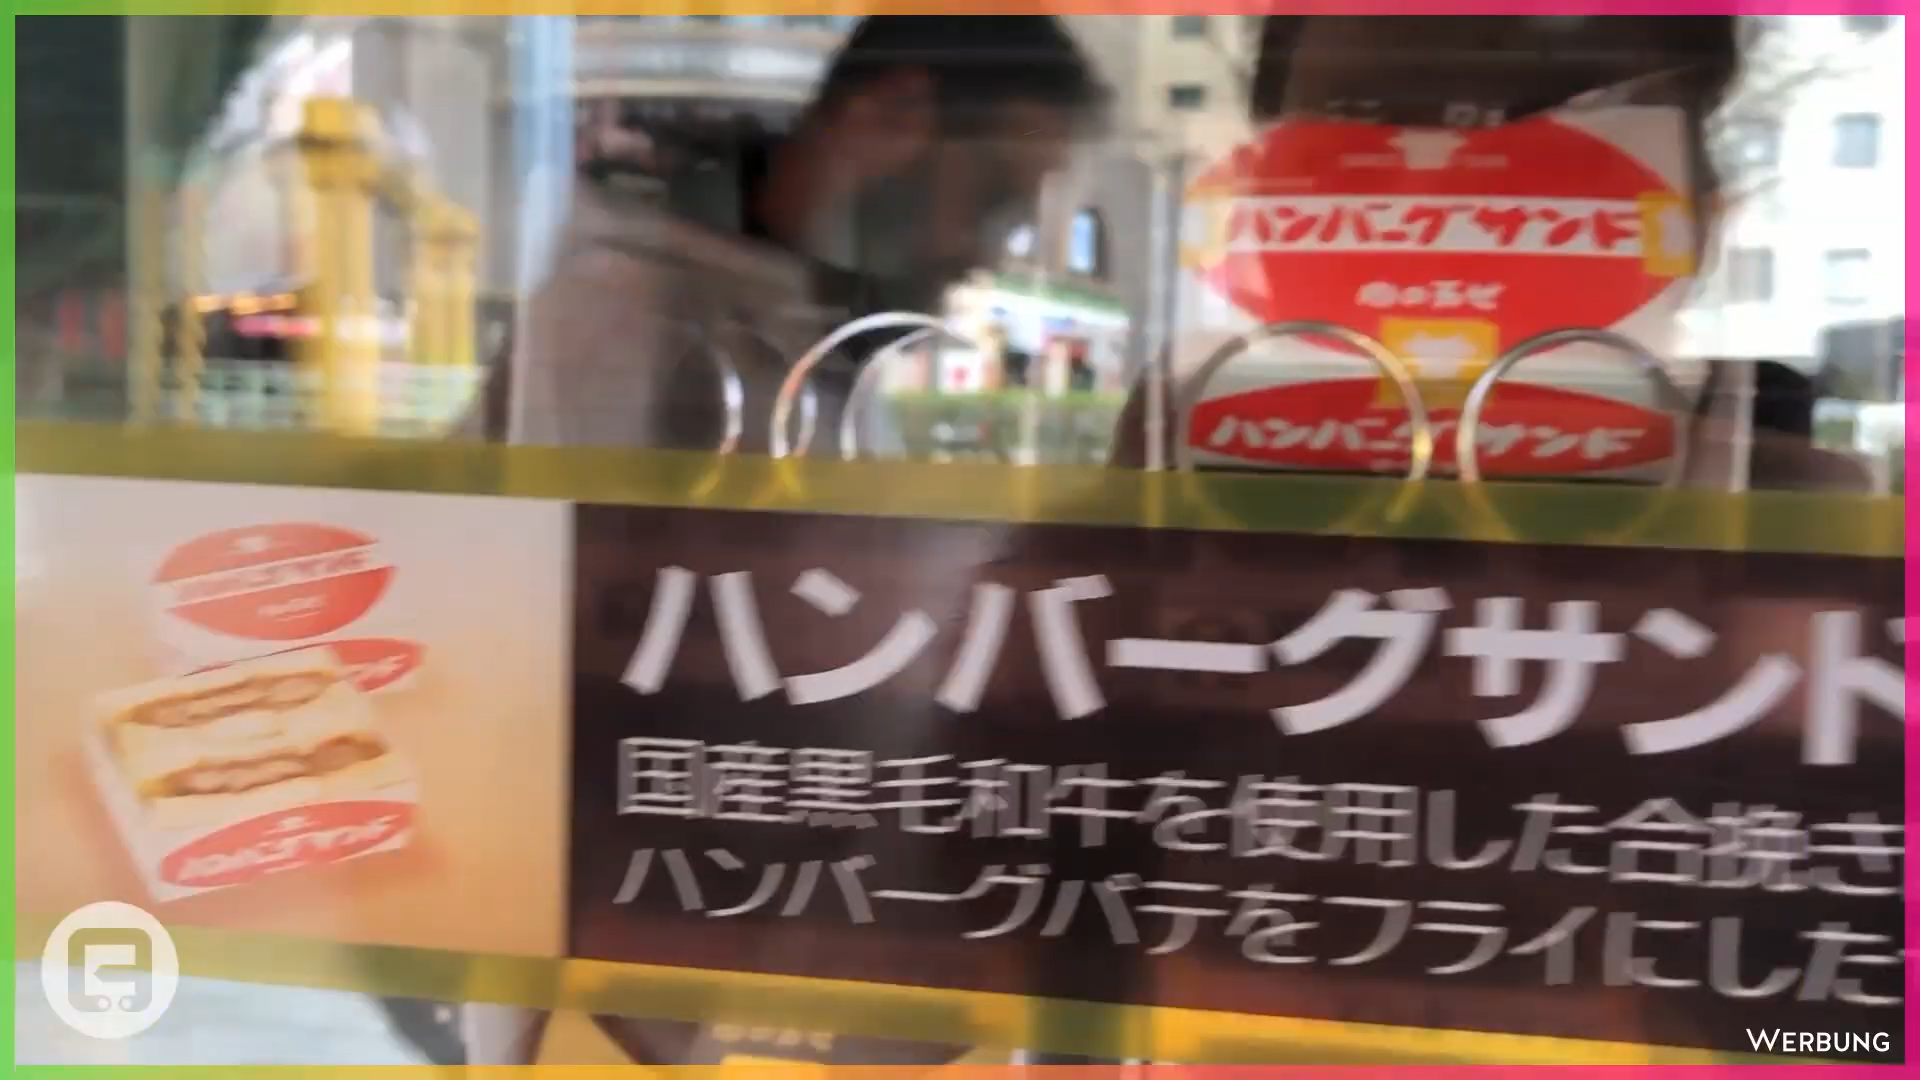 ハンバーグサンド
ハンバーグサンド
ハンバーグサンド
国産黒毛和牛を使用した合挽き
ハンバーグパテをフライにした
WERBUNG